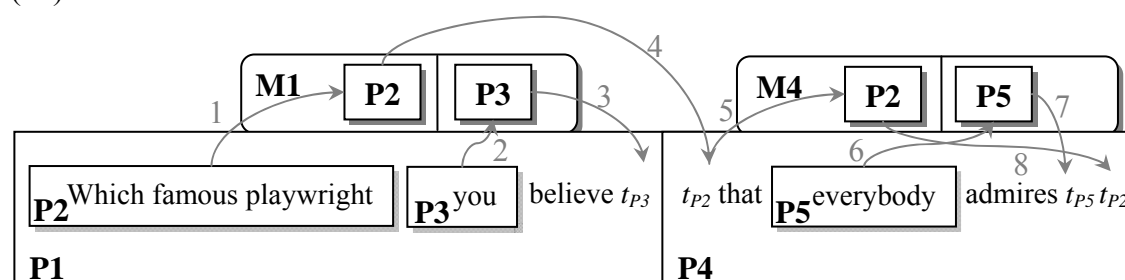 4
M1 P2 P3 M4 P2 P5
1 3 5 7
2 6 8
P2 Which famous playwright P3 you believe tP3 tP2 that P5 everybody admires tP5 tP2
P1 P4